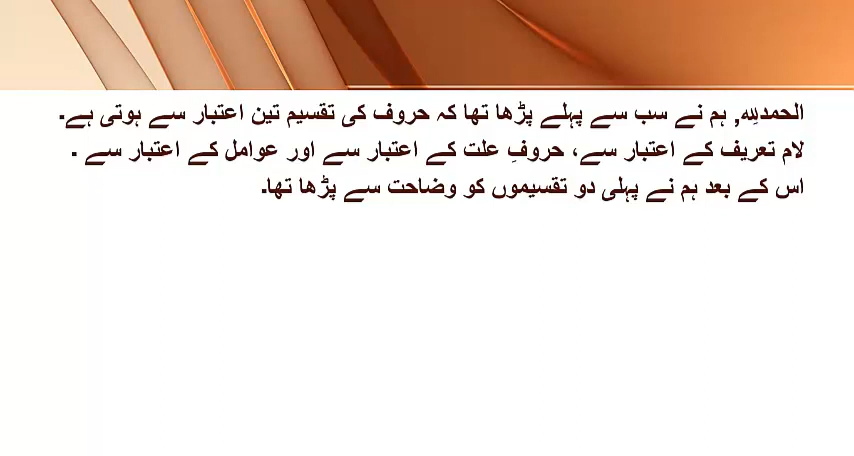 الحمدلِلہ, ہم نے سب سے پہلے پڑھا تھا کہ حروف کی تقسیم تین اعتبار سے ہوتی ہے۔
لام تعریف کے اعتبار سے، حروفِ علت کے اعتبار سے اور عوامل کے اعتبار سے ۔
اس کے بعد ہم نے پہلی دو تقسیموں کو وضاحت سے پڑھا تھا۔